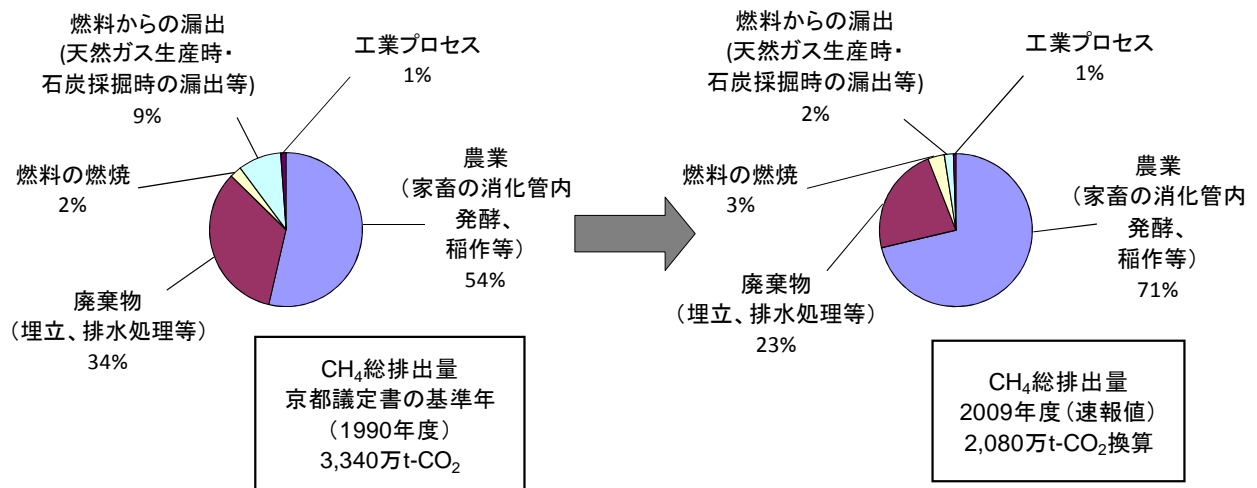 燃料からの漏出
(天然ガス生産時・
石炭採掘時の漏出等)
9%
工業プロセス
1%
燃料の燃焼
2%
農業
（家畜の消化管内
発酵、
稲作等）
54%
廃棄物
（埋立、排水処理等）
34%
CH₄総排出量
京都議定書の基準年
（1990年度）
3,340万t-CO₂
燃料からの漏出
(天然ガス生産時・
石炭採掘時の漏出等)
2%
工業プロセス
1%
燃料の燃焼
3%
農業
（家畜の消化管内
発酵、
稲作等）
71%
廃棄物
（埋立、排水処理等）
23%
CH₄総排出量
2009年度（速報値）
2,080万t-CO₂換算